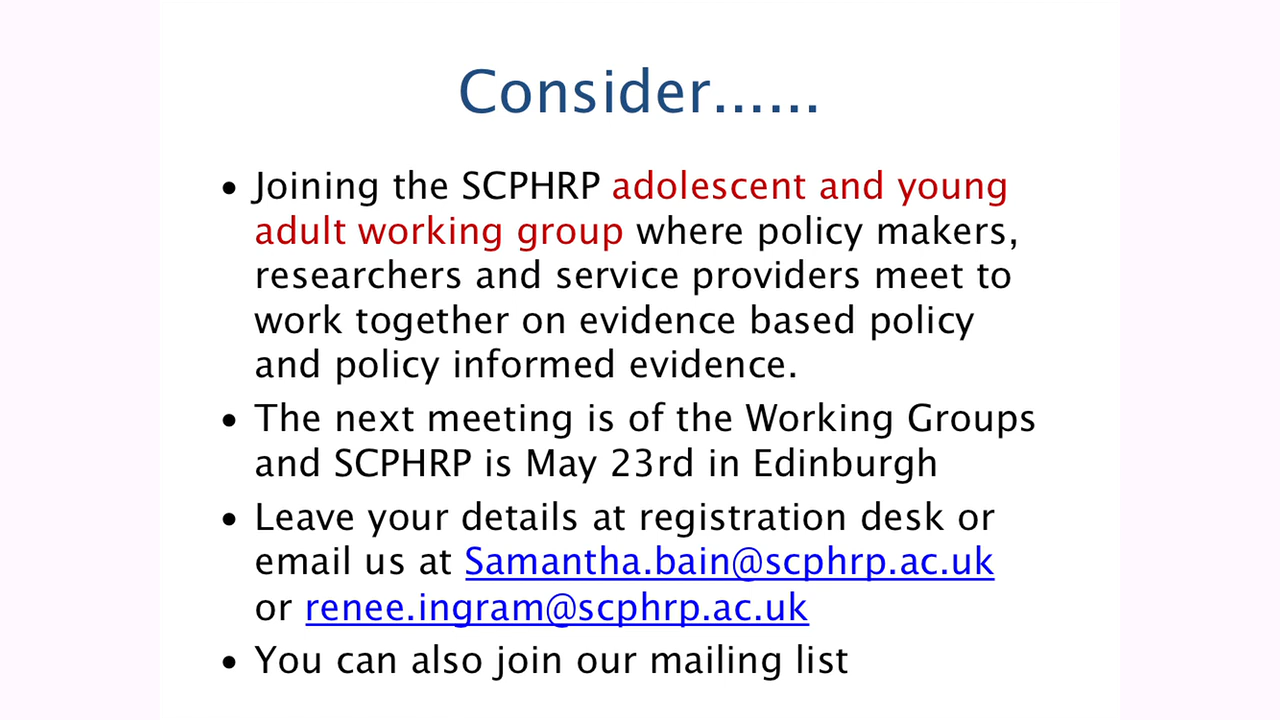 Consider......
• Joining the SCPHRP adolescent and young
adult working group where policy makers,
researchers and service providers meet to
work together on evidence based policy
and policy informed evidence.
• The next meeting is of the Working Groups
and SCPHRP is May 23rd in Edinburgh
• Leave your details at registration desk or
email us at Samantha.bain@scphrp.ac.uk
or renee.ingram@scphrp.ac.uk
• You can also join our mailing list